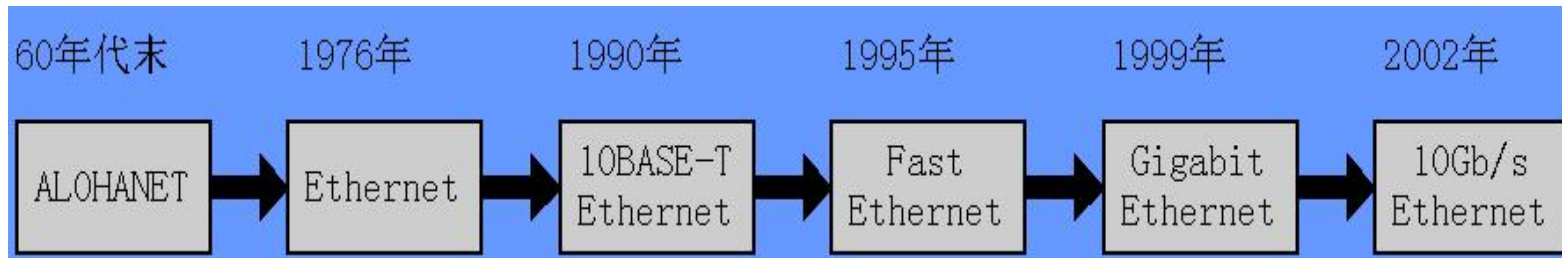 60年代末 1976年 1990年 1995年 1999年 2002年
ALOHANET
Ethernet
10BASE-T
Ethernet
Fast
Ethernet
Gigabit
Ethernet
10Gb/s
Ethernet